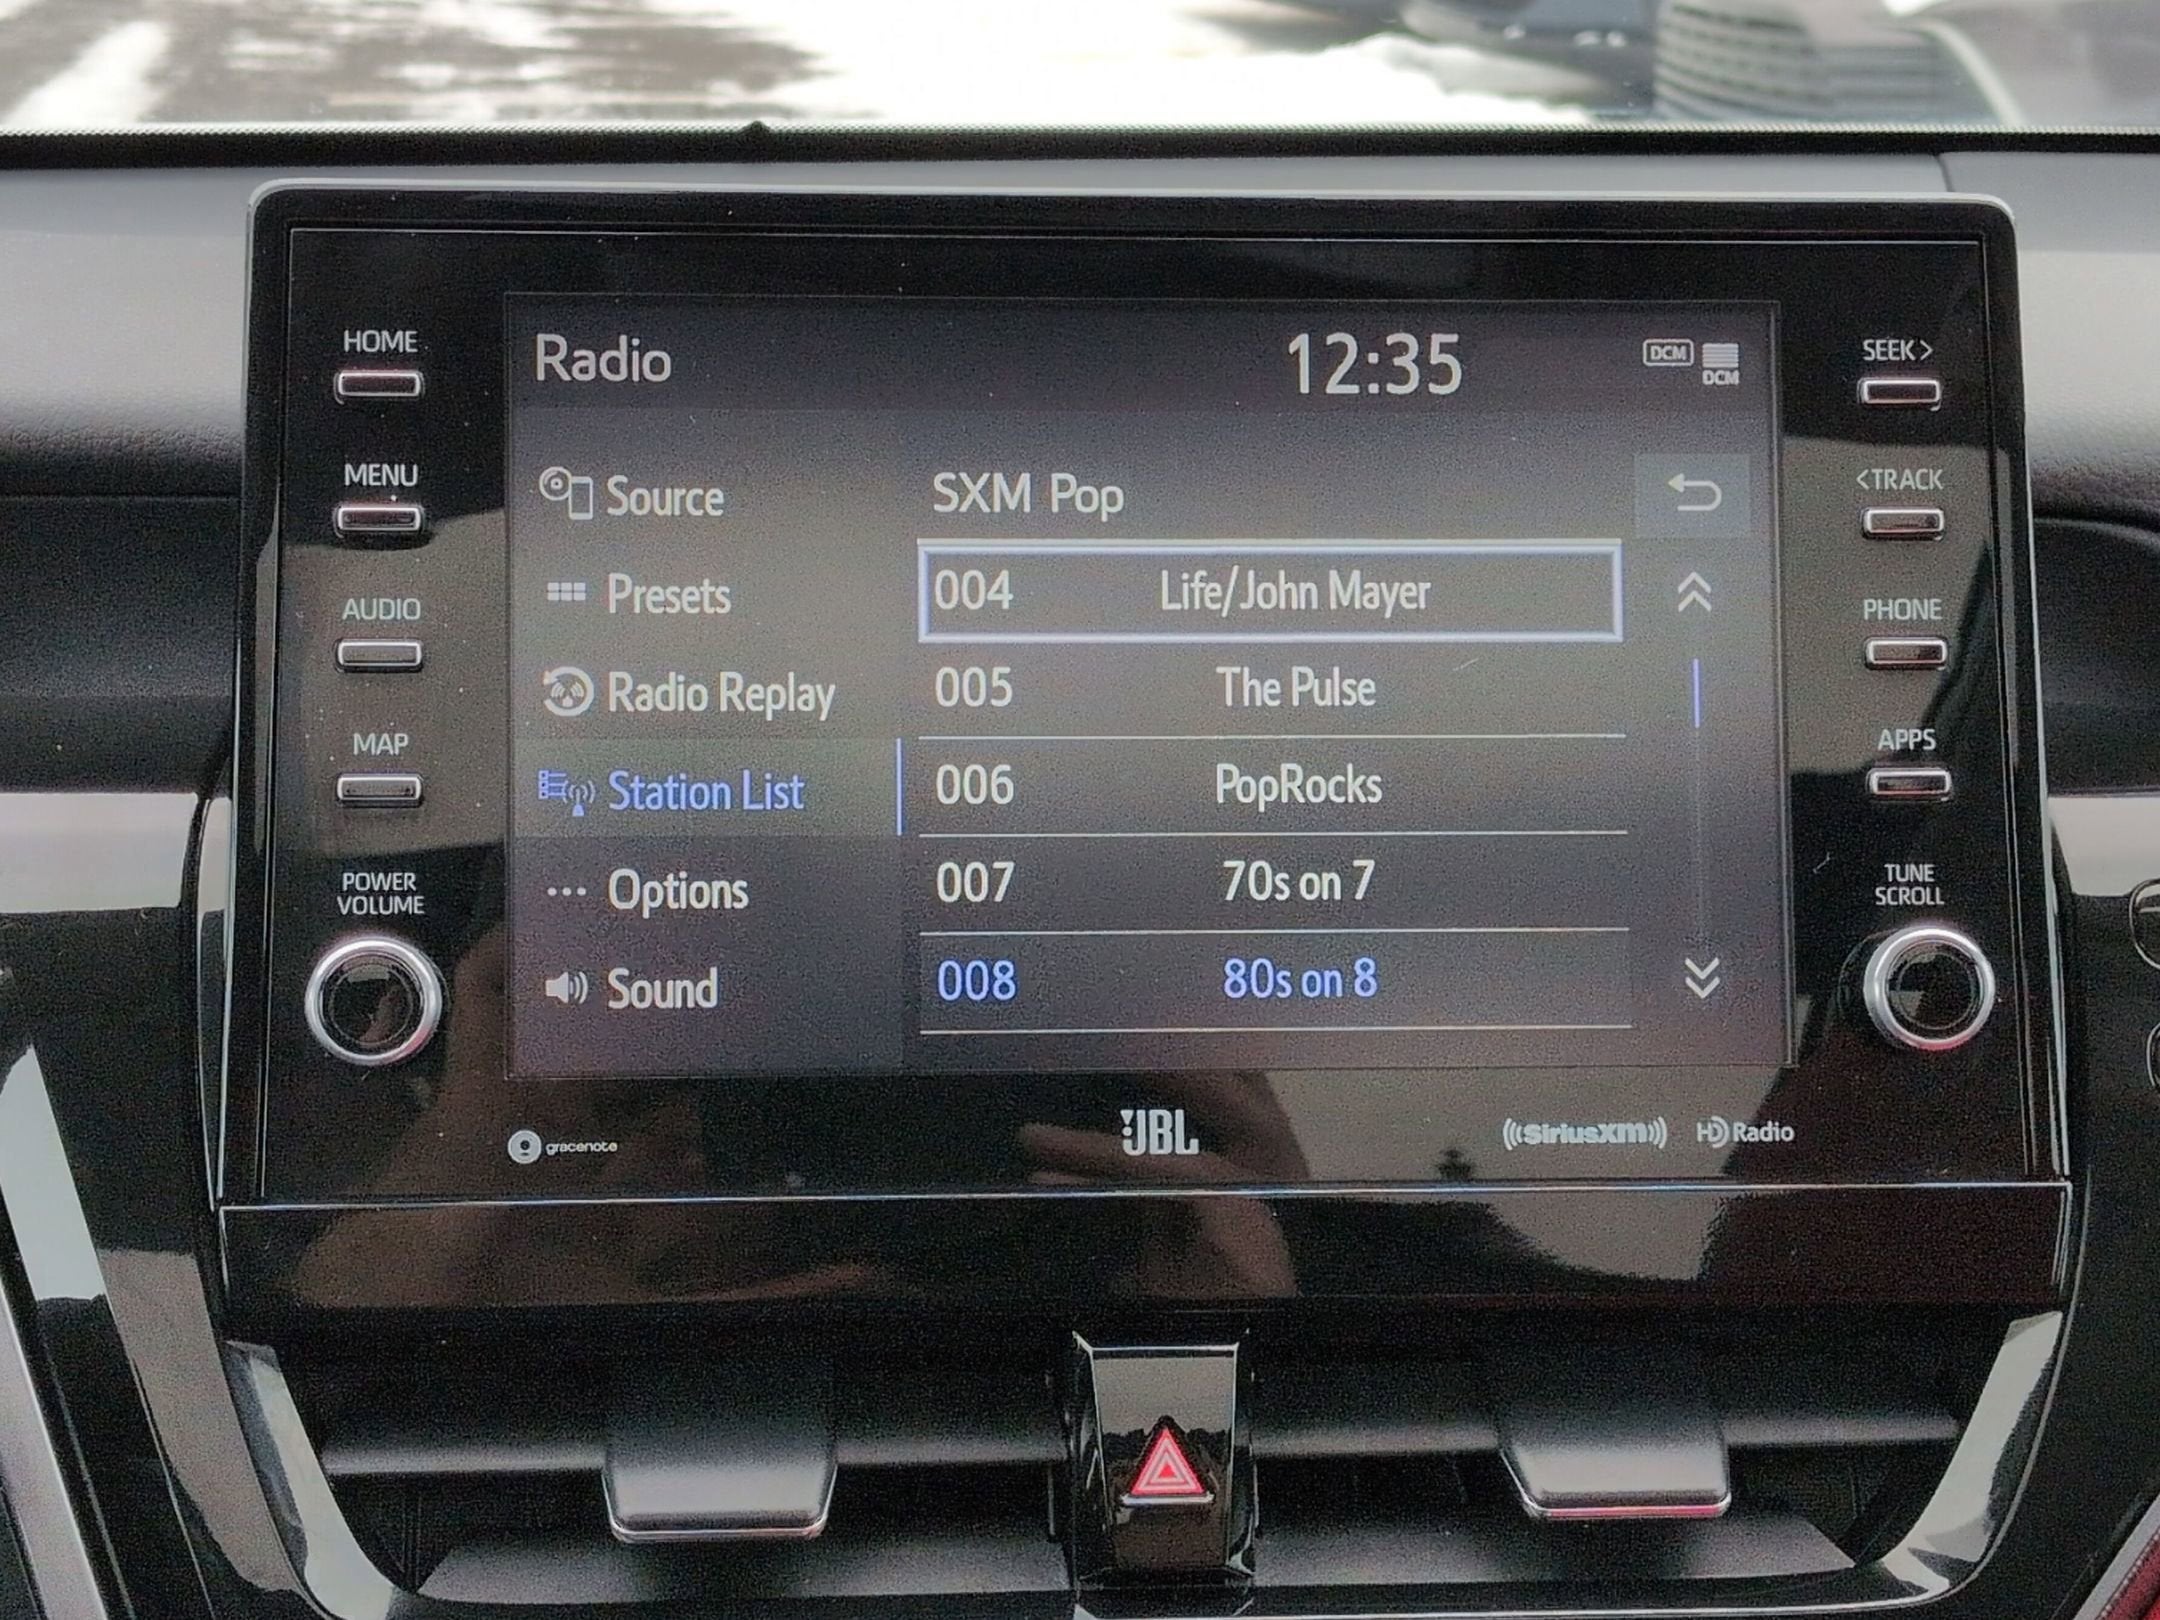 HOME
MENU
AUDIO
MAP
POWER
VOLUME
Radio
12:35
DCM
DCM
Source
Presets
Radio Replay
Station List
Options
Sound
SXM Pop
004 Life/John Mayer
005 The Pulse
006 PopRocks
007 70s on 7
008 80s on 8
SEEK>
<TRACK
PHONE
APPS
TUNE
SCROLL
gracenote
JBL
((SiriusXM))
HD Radio